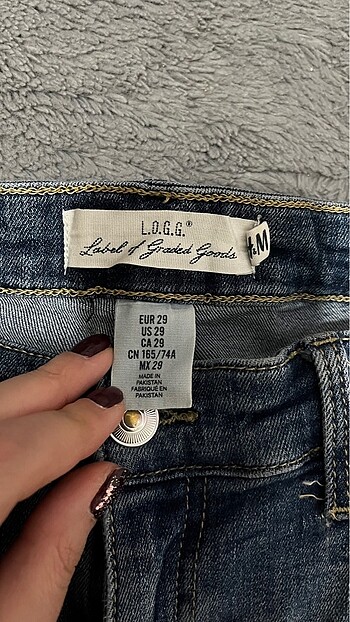 L.O.G.G.®
Label of Graded Goods
&M
EUR 29
US 29
CA 29
CN 165/74A
MX 29
MADE IN
PAKISTAN
FABRIQUÉ EN
PAKISTAN